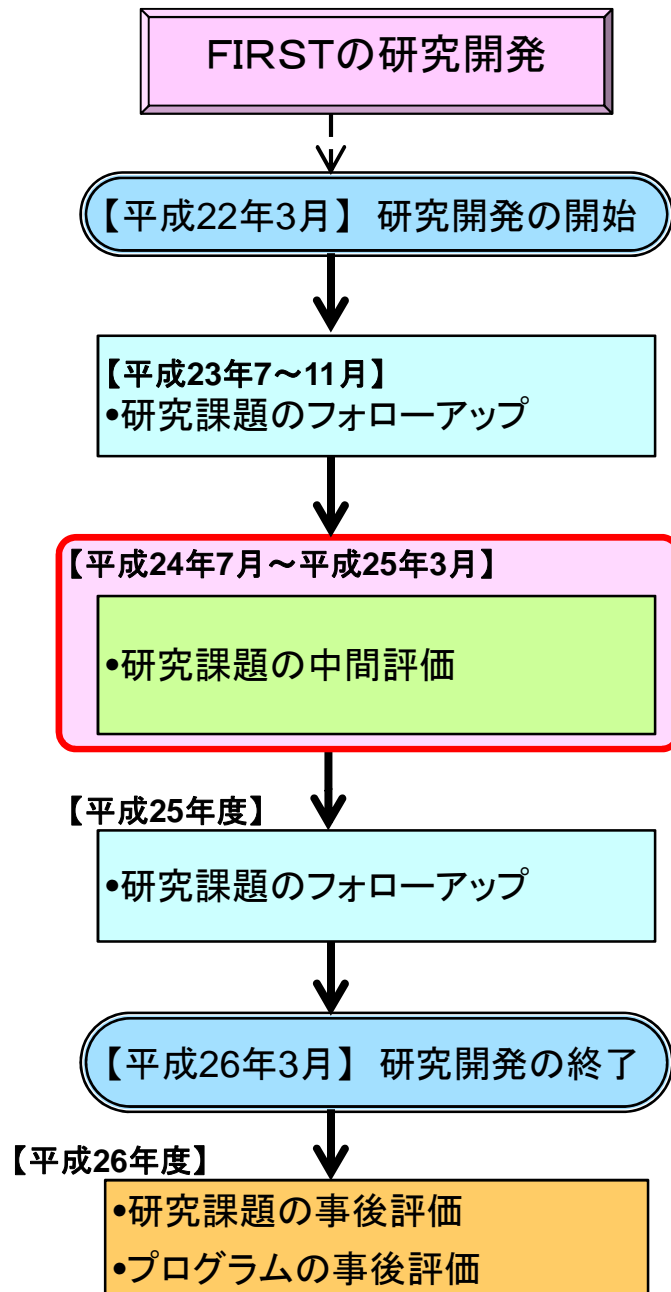 FIRSTの研究開発
【平成22年3月】 研究開発の開始
【平成23年7～11月】
•研究課題のフォローアップ
【平成24年7月～平成25年3月】
•研究課題の中間評価
【平成25年度】
•研究課題のフォローアップ
【平成26年3月】 研究開発の終了
【平成26年度】
•研究課題の事後評価
•プログラムの事後評価